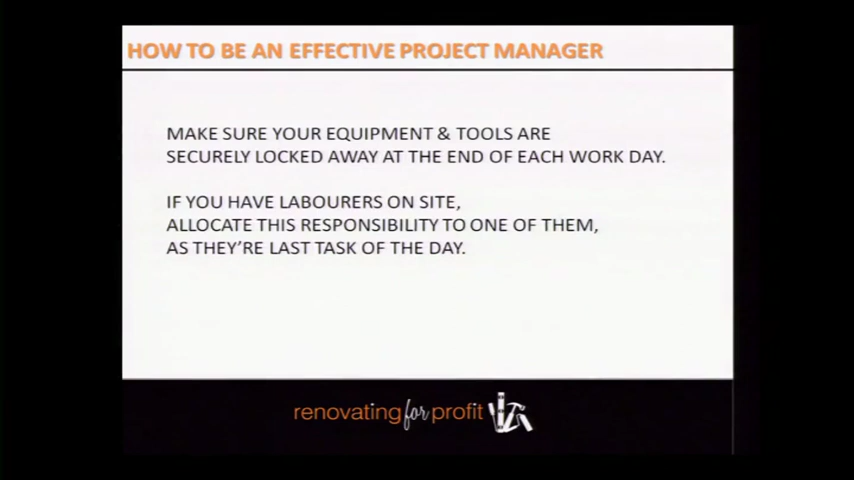 HOW TO BE AN EFFECTIVE PROJECT MANAGER
MAKE SURE YOUR EQUIPMENT & TOOLS ARE
SECURELY LOCKED AWAY AT THE END OF EACH WORK DAY.
IF YOU HAVE LABOURERS ON SITE,
ALLOCATE THIS RESPONSIBILITY TO ONE OF THEM,
AS THEY'RE LAST TASK OF THE DAY.
renovating for profit